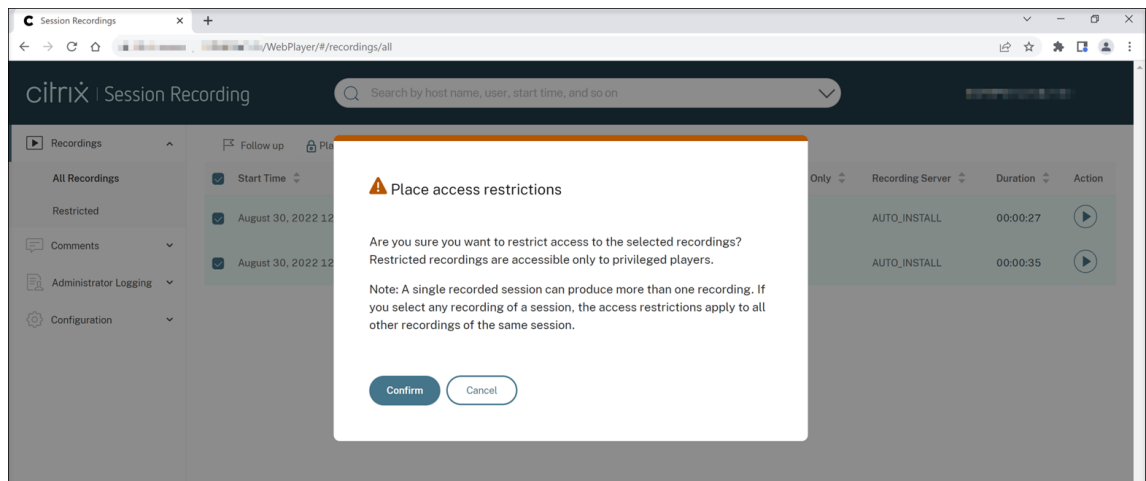 Session Recordings
/WebPlayer/#/recordings/all
citrix | Session Recording
Search by host name, user, start time, and so on
Recordings
Follow up
All Recordings
Start Time
Only
Recording Server
Duration
Action
Restricted
August 30, 2022 12
AUTO_INSTALL
00:00:27
Comments
August 30, 2022 12
AUTO_INSTALL
00:00:35
Administrator Logging
Configuration
Place access restrictions
Are you sure you want to restrict access to the selected recordings?
Restricted recordings are accessible only to privileged players.
Note: A single recorded session can produce more than one recording. If
you select any recording of a session, the access restrictions apply to all
other recordings of the same session.
Confirm
Cancel